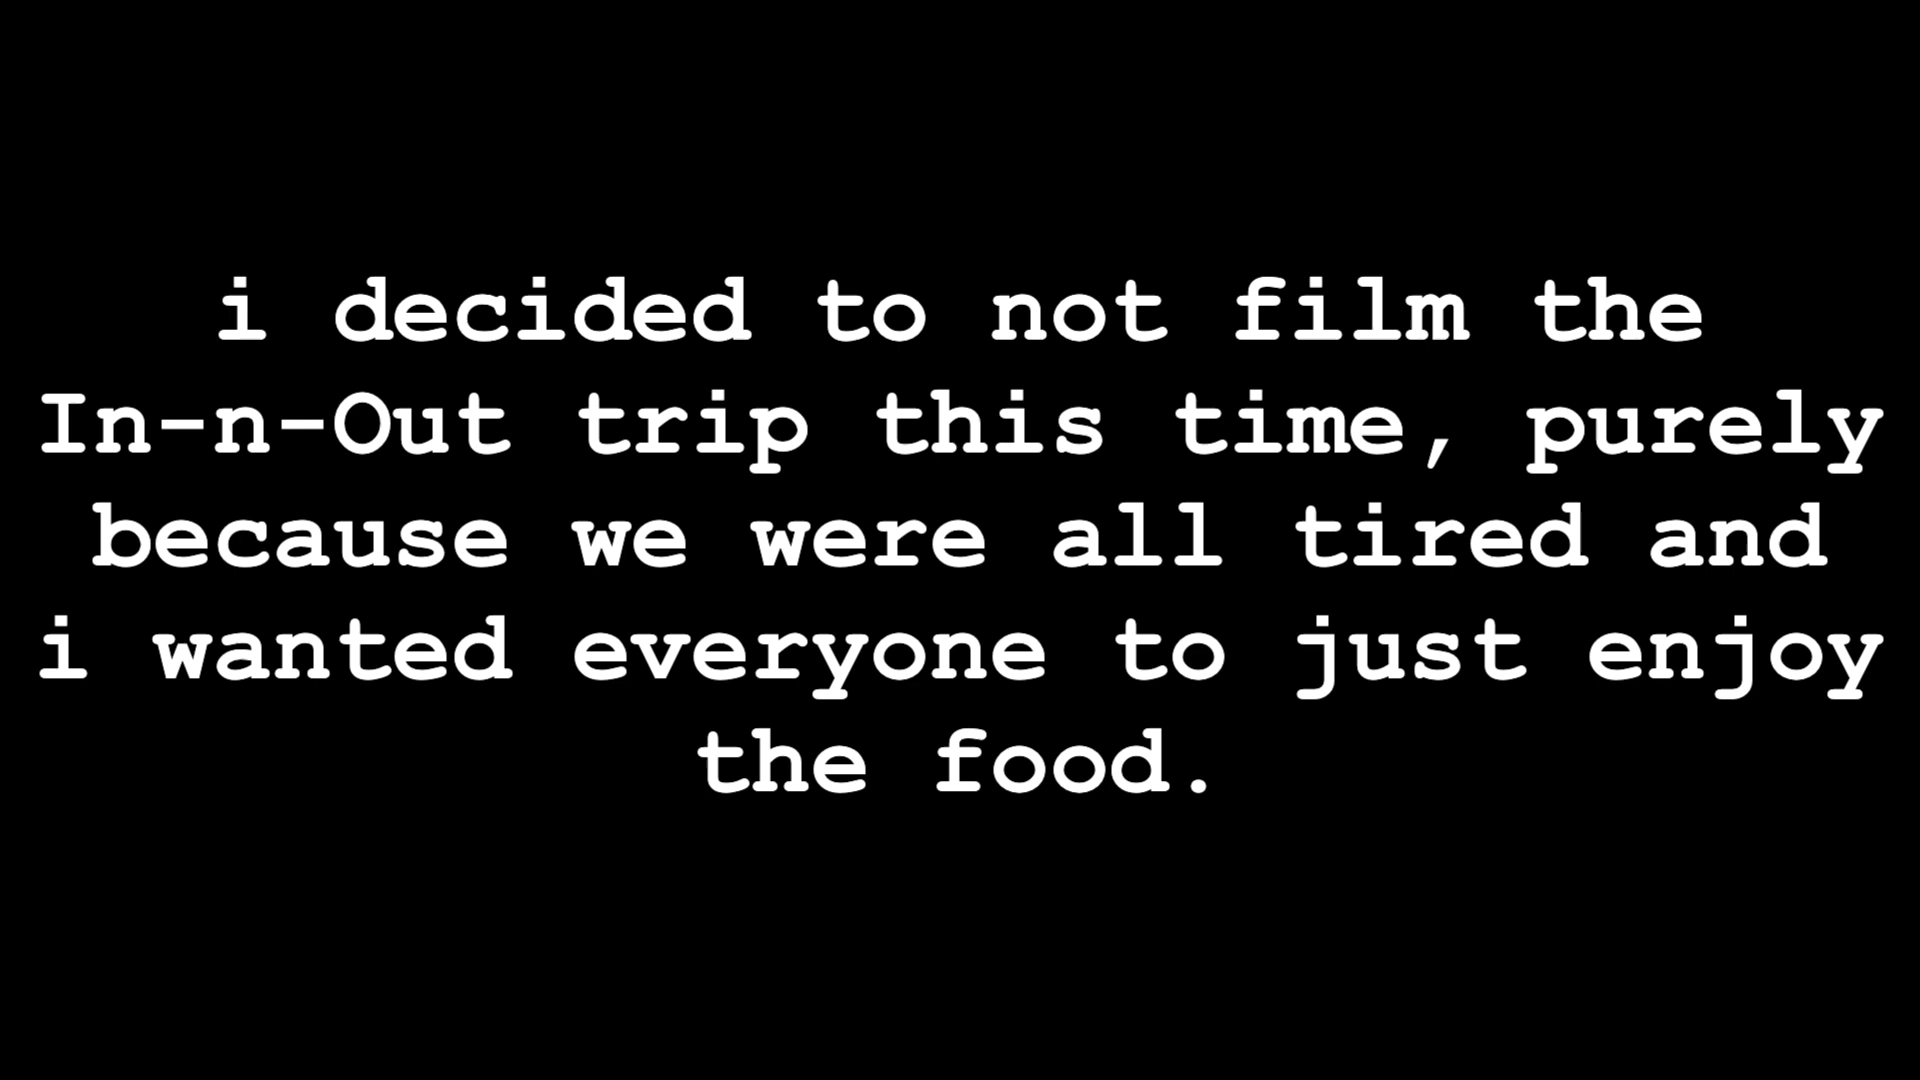 i decided to not film the
In-n-Out trip this time, purely
because we were all tired and
i wanted everyone to just enjoy
the food.